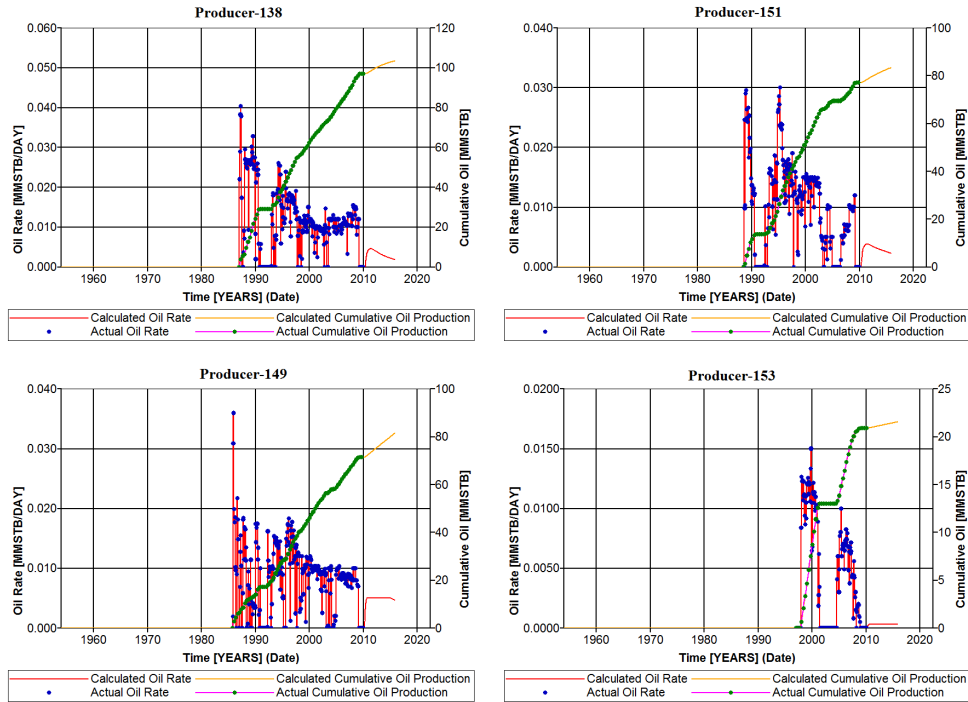 Producer-138
0.060
0.050
0.040
0.030
0.020
0.010
0.000
Oil Rate [MMSTB/DAY]
120
100
80
60
40
20
0
Cumulative Oil [MMSTB]
1960 1970 1980 1990 2000 2010 2020
Time [YEARS] (Date)
Calculated Oil Rate Calculated Cumulative Oil Production
Actual Oil Rate Actual Cumulative Oil Production
Producer-151
0.040
0.030
0.020
0.010
0.000
Oil Rate [MMSTB/DAY]
100
80
60
40
20
0
Cumulative Oil [MMSTB]
1960 1970 1980 1990 2000 2010 2020
Time [YEARS] (Date)
Calculated Oil Rate Calculated Cumulative Oil Production
Actual Oil Rate Actual Cumulative Oil Production
Producer-149
0.040
0.030
0.020
0.010
0.000
Oil Rate [MMSTB/DAY]
100
80
60
40
20
0
Cumulative Oil [MMSTB]
1960 1970 1980 1990 2000 2010 2020
Time [YEARS] (Date)
Calculated Oil Rate Calculated Cumulative Oil Production
Actual Oil Rate Actual Cumulative Oil Production
Producer-153
0.0200
0.0150
0.0100
0.0050
0.000
Oil Rate [MMSTB/DAY]
25
20
15
10
5
0
Cumulative Oil [MMSTB]
1960 1970 1980 1990 2000 2010 2020
Time [YEARS] (Date)
Calculated Oil Rate Calculated Cumulative Oil Production
Actual Oil Rate Actual Cumulative Oil Production